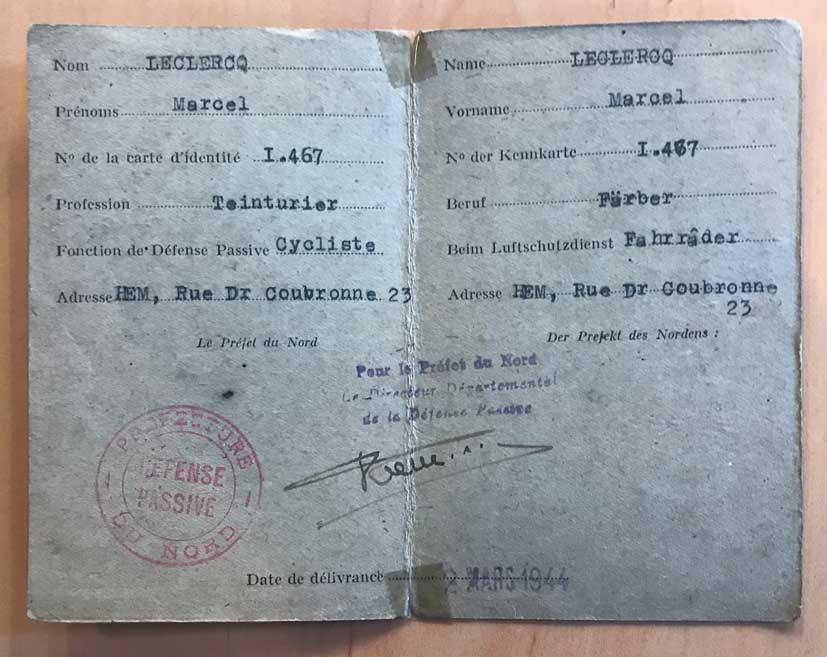 Nom LECLERCQ
Prénoms Marcel
Nº de la carte d'identité I.467
Profession Teinturier
Fonction de Défense Passive Cycliste
Adresse HEM, Rue Dr Coubronne 23
Le Préfet du Nord
PREFECTURE
DÉFENSE
PASSIVE
DU NORD
Name LECLERCQ
Vorname Marcel
Nº der Kennkarte I.467
Beruf Färber
Beim Luftschutzdienst Fahrrâder
Adresse HEM, Rue Dr Coubronne
23
Der Prefekt des Nordens :
Pour le Préfet du Nord
Le Directeur Départemental
de la Défense Passive
Date de délivrance 2 MARS 1944